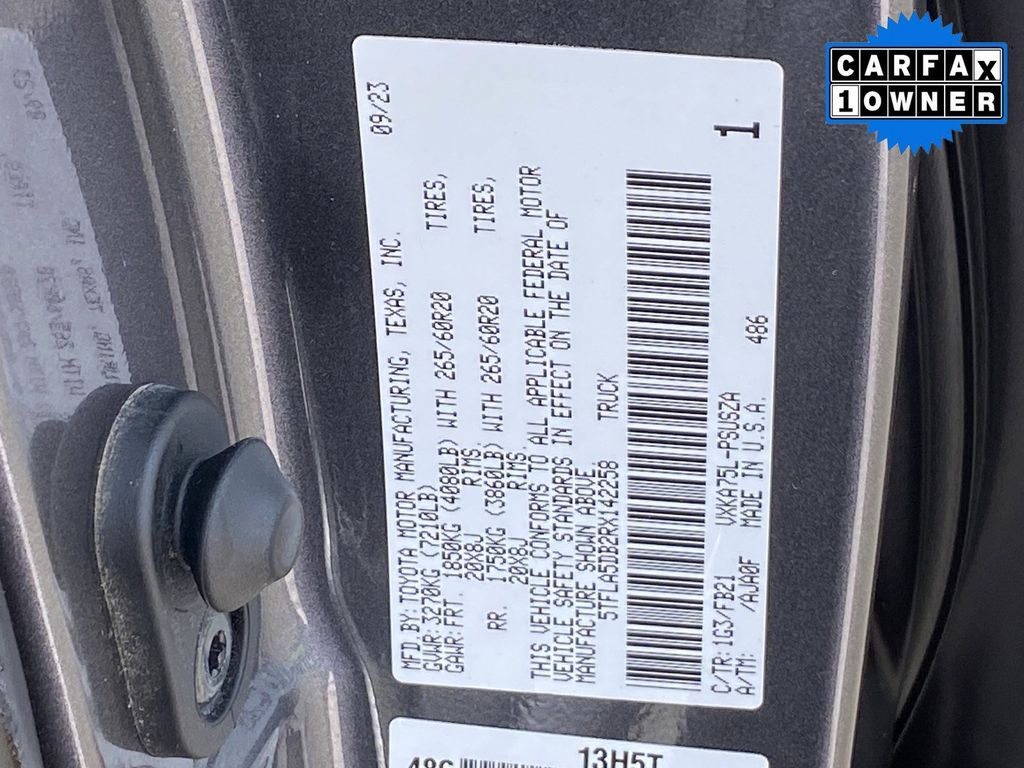 CARFAX
1 OWNER
09/23
MFD.BY:TOYOTA MOTOR MANUFACTURING, TEXAS, INC.
GVWR:3270KG (7210LB)
GAWR:FRT. 1850KG (4080LB) WITH 265/60R20 TIRES,
20X8J RIMS.
RR. 1750KG (3860LB) WITH 265/60R20 TIRES,
20X8J RIMS
THIS VEHICLE CONFORMS TO ALL APPLICABLE FEDERAL MOTOR
VEHICLE SAFETY STANDARDS IN EFFECT ON THE DATE OF
MANUFACTURE SHOWN ABOVE
5TFLA5DB2RX142258 TRUCK
1
C/TR:1G3/FB21 VXKA75L-PSUSZA 486
A/TM: /AJA0F MADE IN U.S.A.
13H5T